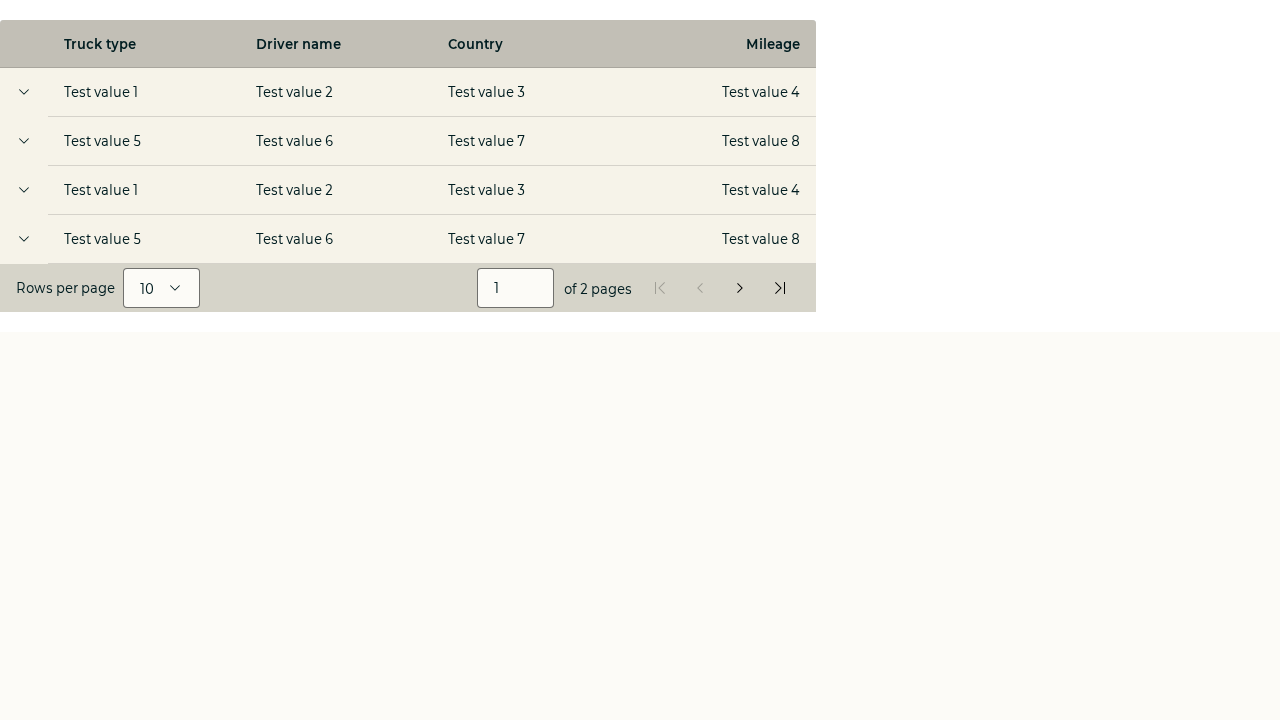 Truck type Driver name Country Mileage
Test value 1 Test value 2 Test value 3 Test value 4
Test value 5 Test value 6 Test value 7 Test value 8
Test value 1 Test value 2 Test value 3 Test value 4
Test value 5 Test value 6 Test value 7 Test value 8
Rows per page 10 1 of 2 pages